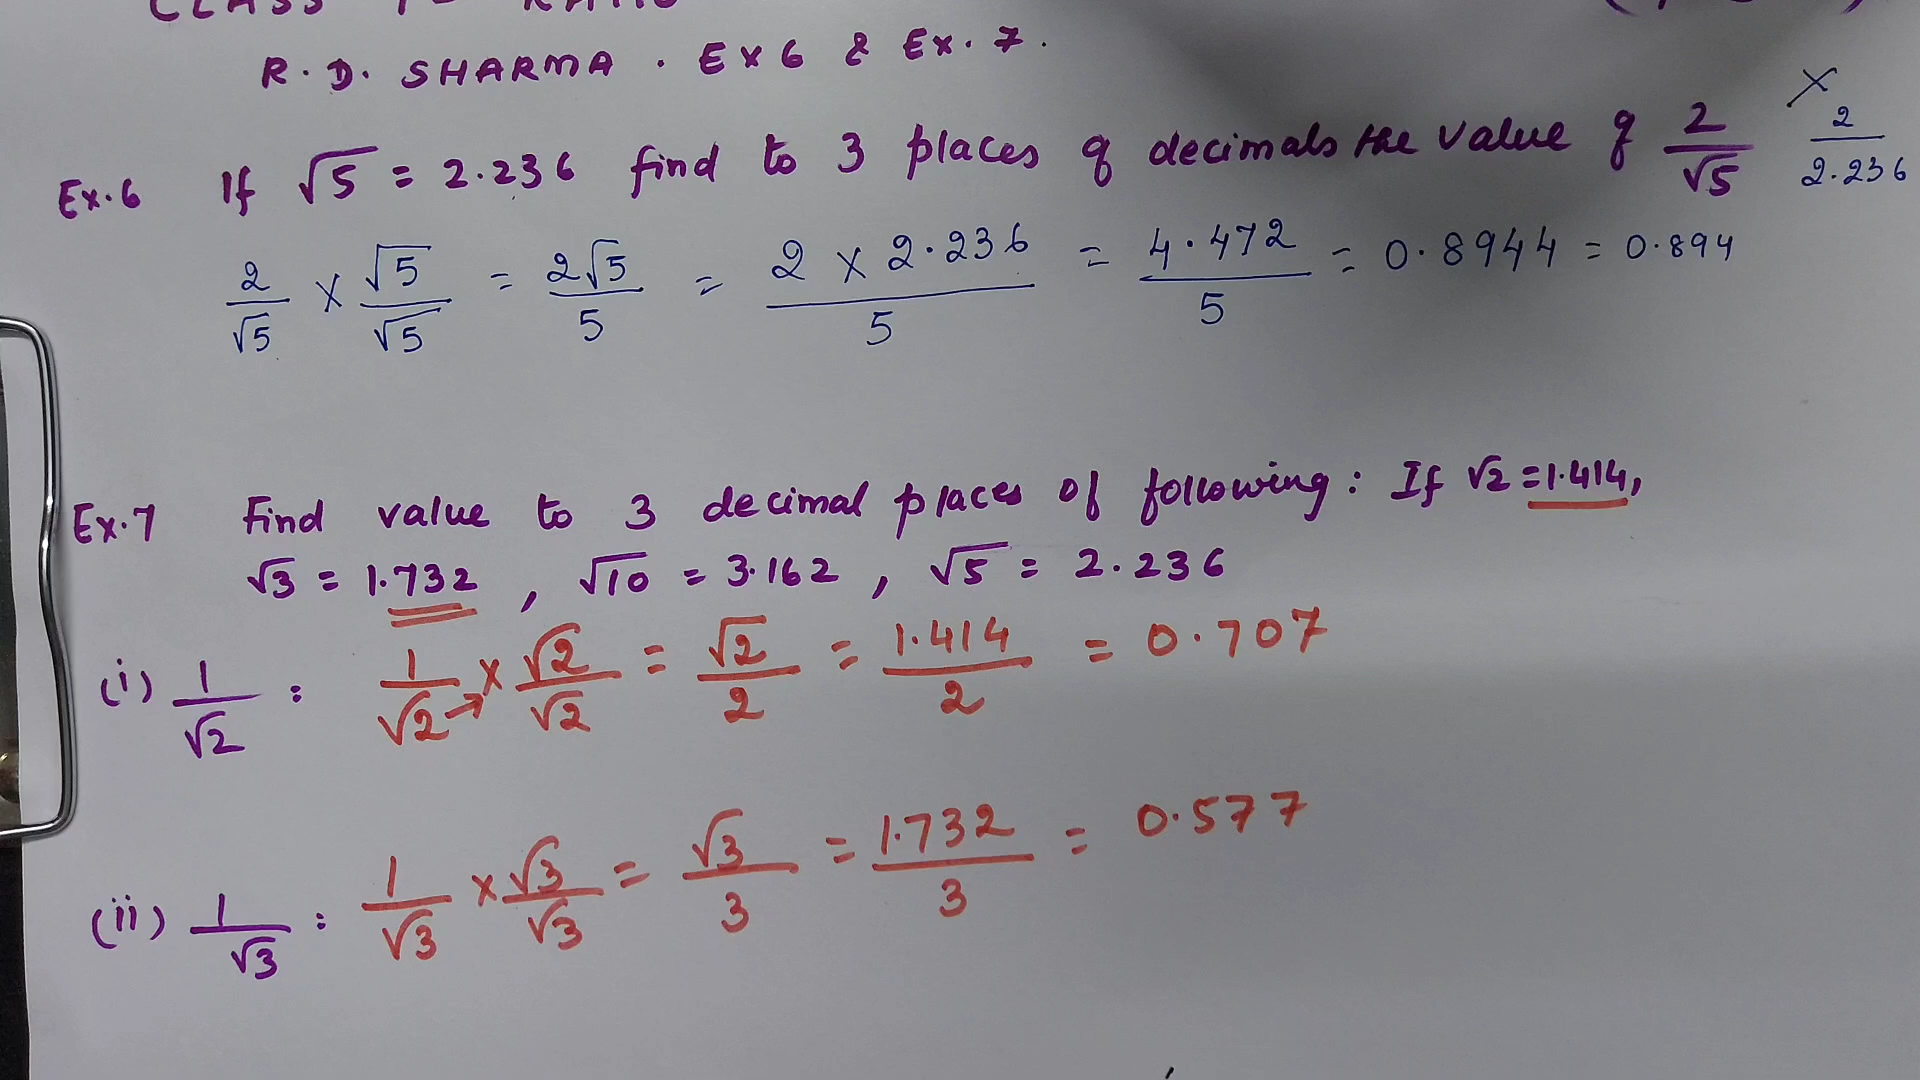 CLASS
R.D. SHARMA . EX 6 & Ex. 7.
Ex.6 If √5 = 2.236 find to 3 places of decimals the value of 2/√5 × 2/2.236
2/√5 × √5/√5 = 2√5/5 = 2 × 2.236/5 = 4.472/5 = 0.8944 = 0.894
Ex.7 Find value to 3 decimal places of following: If √2 = 1.414,
√3 = 1.732, √10 = 3.162, √5 = 2.236
(i) 1/√2 : 1/√2 → × √2/√2 = √2/2 = 1.414/2 = 0.707
(ii) 1/√3 : 1/√3 × √3/√3 = √3/3 = 1.732/3 = 0.577